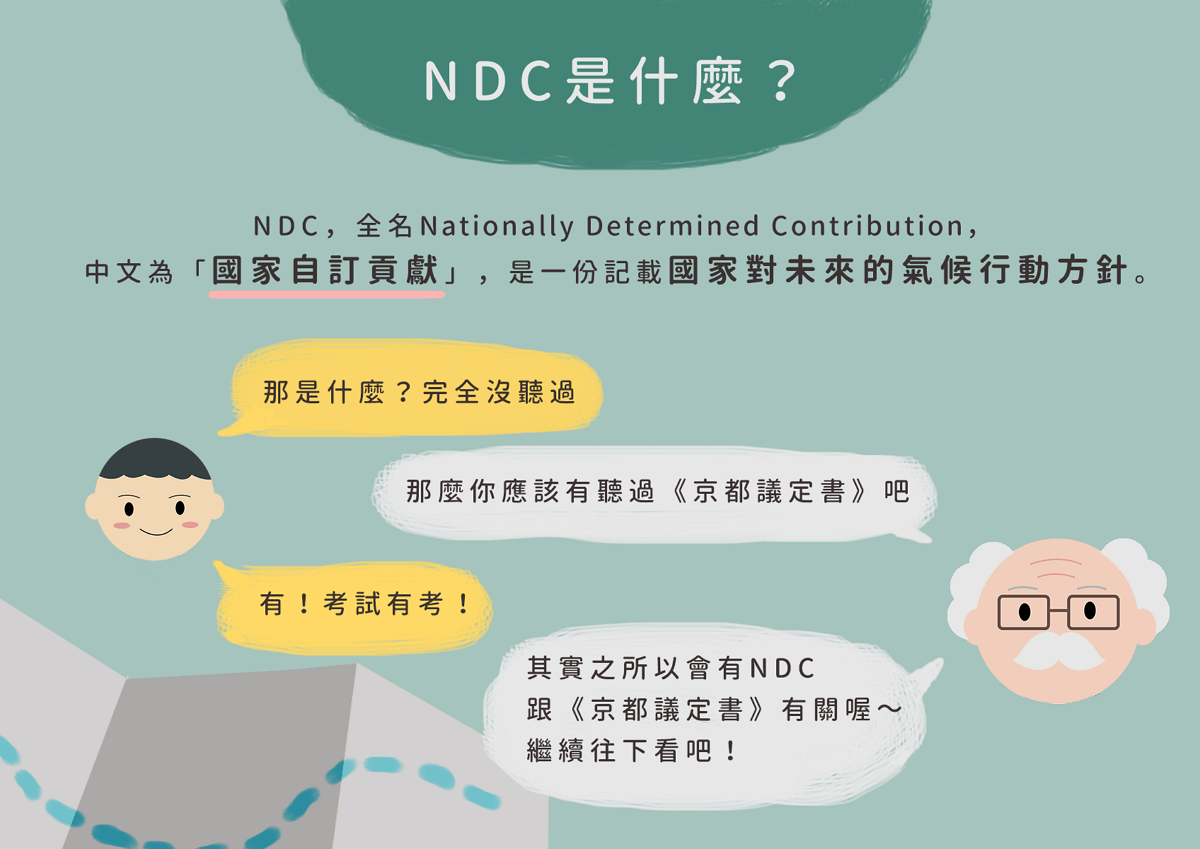 NDC是什麼？
NDC，全名Nationally Determined Contribution，
中文為「國家自訂貢獻」，是一份記載國家對未來的氣候行動方針。
那是什麼？完全沒聽過
那麼你應該有聽過《京都議定書》吧
有！考試有考！
其實之所以會有NDC
跟《京都議定書》有關喔～
繼續往下看吧！